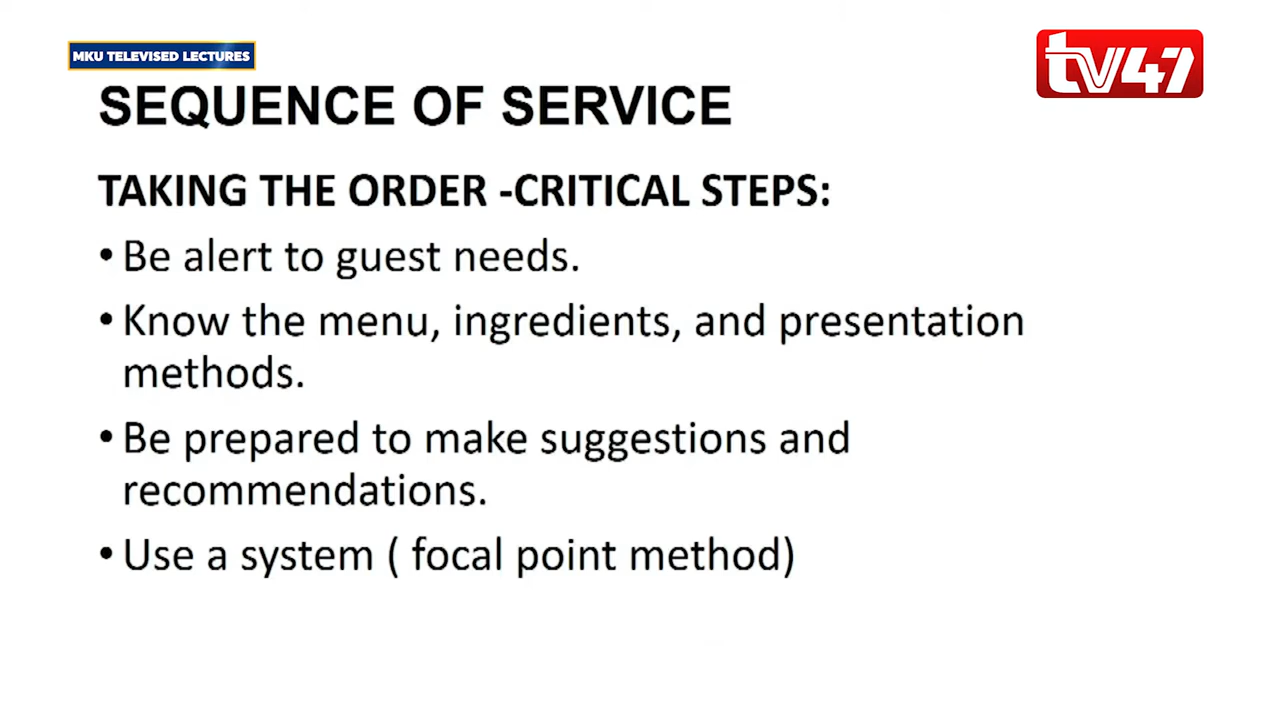 MKU TELEVISED LECTURES
tv47
SEQUENCE OF SERVICE
TAKING THE ORDER -CRITICAL STEPS:
• Be alert to guest needs.
• Know the menu, ingredients, and presentation
methods.
• Be prepared to make suggestions and
recommendations.
• Use a system ( focal point method)